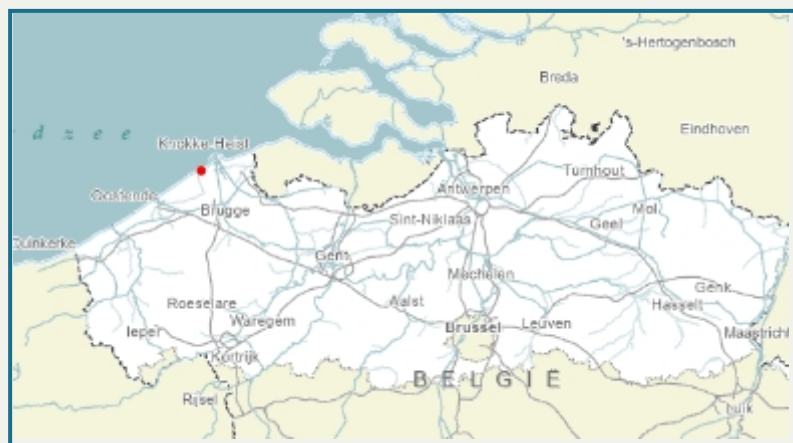 's-Hertogenbosch
Breda
d z e e
Eindhoven
Knokke-Heist
Turnhout
Antwerpen
Oostende
Mol
Brugge
Sint-Niklaas
Geel
Duinkerke
Gent
Mechelen
Genk
Roeselare
Aalst
Hasselt
Waregem
Brussel
Leuven
Ieper
Maastricht
Kortrijk
BELGIË
Rijsel
Luik